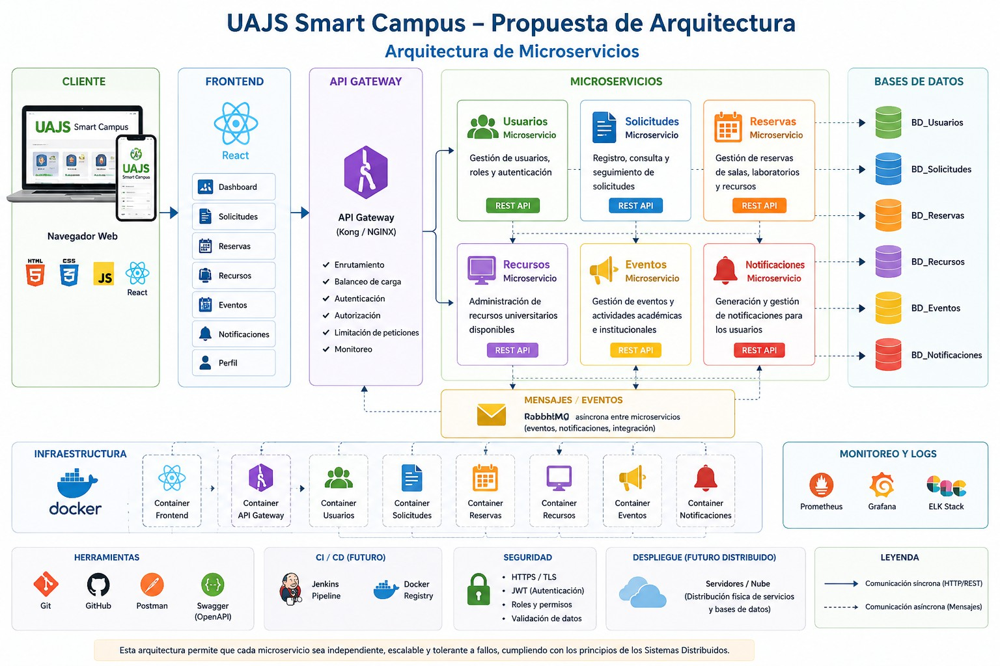 UAJS Smart Campus – Propuesta de Arquitectura
Arquitectura de Microservicios
CLIENTE
UAJS Smart Campus
UAJS
Smart Campus
Navegador Web
HTML
5
CSS
3
JS
React
FRONTEND
React
Dashboard
Solicitudes
Reservas
Recursos
Eventos
Notificaciones
Perfil
API GATEWAY
API Gateway
(Kong / NGINX)
Enrutamiento
Balanceo de carga
Autenticación
Autorización
Limitación de peticiones
Monitoreo
MICROSERVICIOS
Usuarios
Microservicio
Gestión de usuarios,
roles y autenticación
REST API
Solicitudes
Microservicio
Registro, consulta y
seguimiento de
solicitudes
REST API
Reservas
Microservicio
Gestión de reservas
de salas, laboratorios
y recursos
REST API
Recursos
Microservicio
Administración de
recursos universitarios
disponibles
REST API
Eventos
Microservicio
Gestión de eventos y
actividades académicas
e institucionales
REST API
Notificaciones
Microservicio
Generación y gestión
de notificaciones para
los usuarios
REST API
BASES DE DATOS
BD_Usuarios
BD_Solicitudes
BD_Reservas
BD_Recursos
BD_Eventos
BD_Notificaciones
MENSAJES / EVENTOS
asíncrona entre microservicios
(eventos, notificaciones, integración)
INFRAESTRUCTURA
docker
Container
Frontend
Container
API Gateway
Container
Usuarios
Container
Solicitudes
Container
Reservas
Container
Recursos
Container
Eventos
Container
Notificaciones
MONITOREO Y LOGS
Prometheus
Grafana
ELK Stack
HERRAMIENTAS
Git
GitHub
Postman
Swagger
(OpenAPI)
CI / CD (FUTURO)
Jenkins
Pipeline
Docker
Registry
SEGURIDAD
• HTTPS / TLS
• JWT (Autenticación)
• Roles y permisos
• Validación de datos
DESPLIEGUE (FUTURO DISTRIBUIDO)
Servidores / Nube
(Distribución fisica de servicios
y bases de datos)
LEYENDA
Comunicación síncrona (HTTP/REST)
Comunicación asíncrona (Mensajes)
Esta arquitectura permite que cada microservicio sea independiente, escalable y tolerante a fallos, cumpliendo con los principios de los Sistemas Distribuidos.